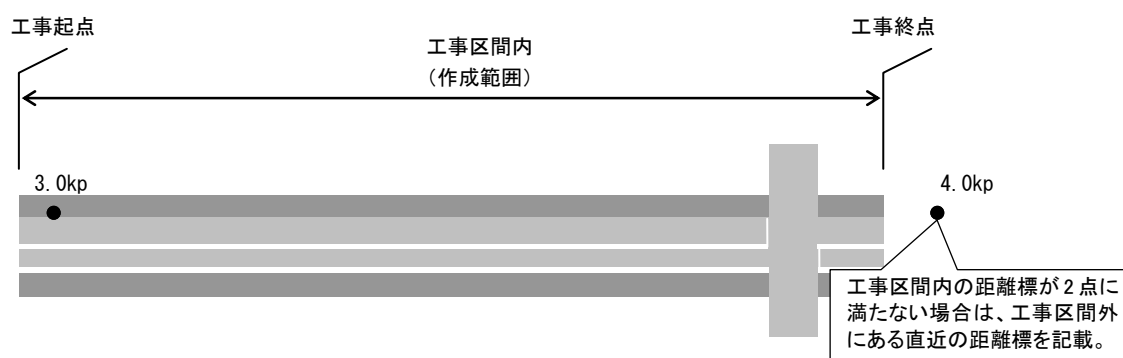 工事起点
工事終点
工事区間内
（作成範囲）
3.0kp
4.0kp
工事区間内の距離標が2点に
満たない場合は、工事区間外
にある直近の距離標を記載。